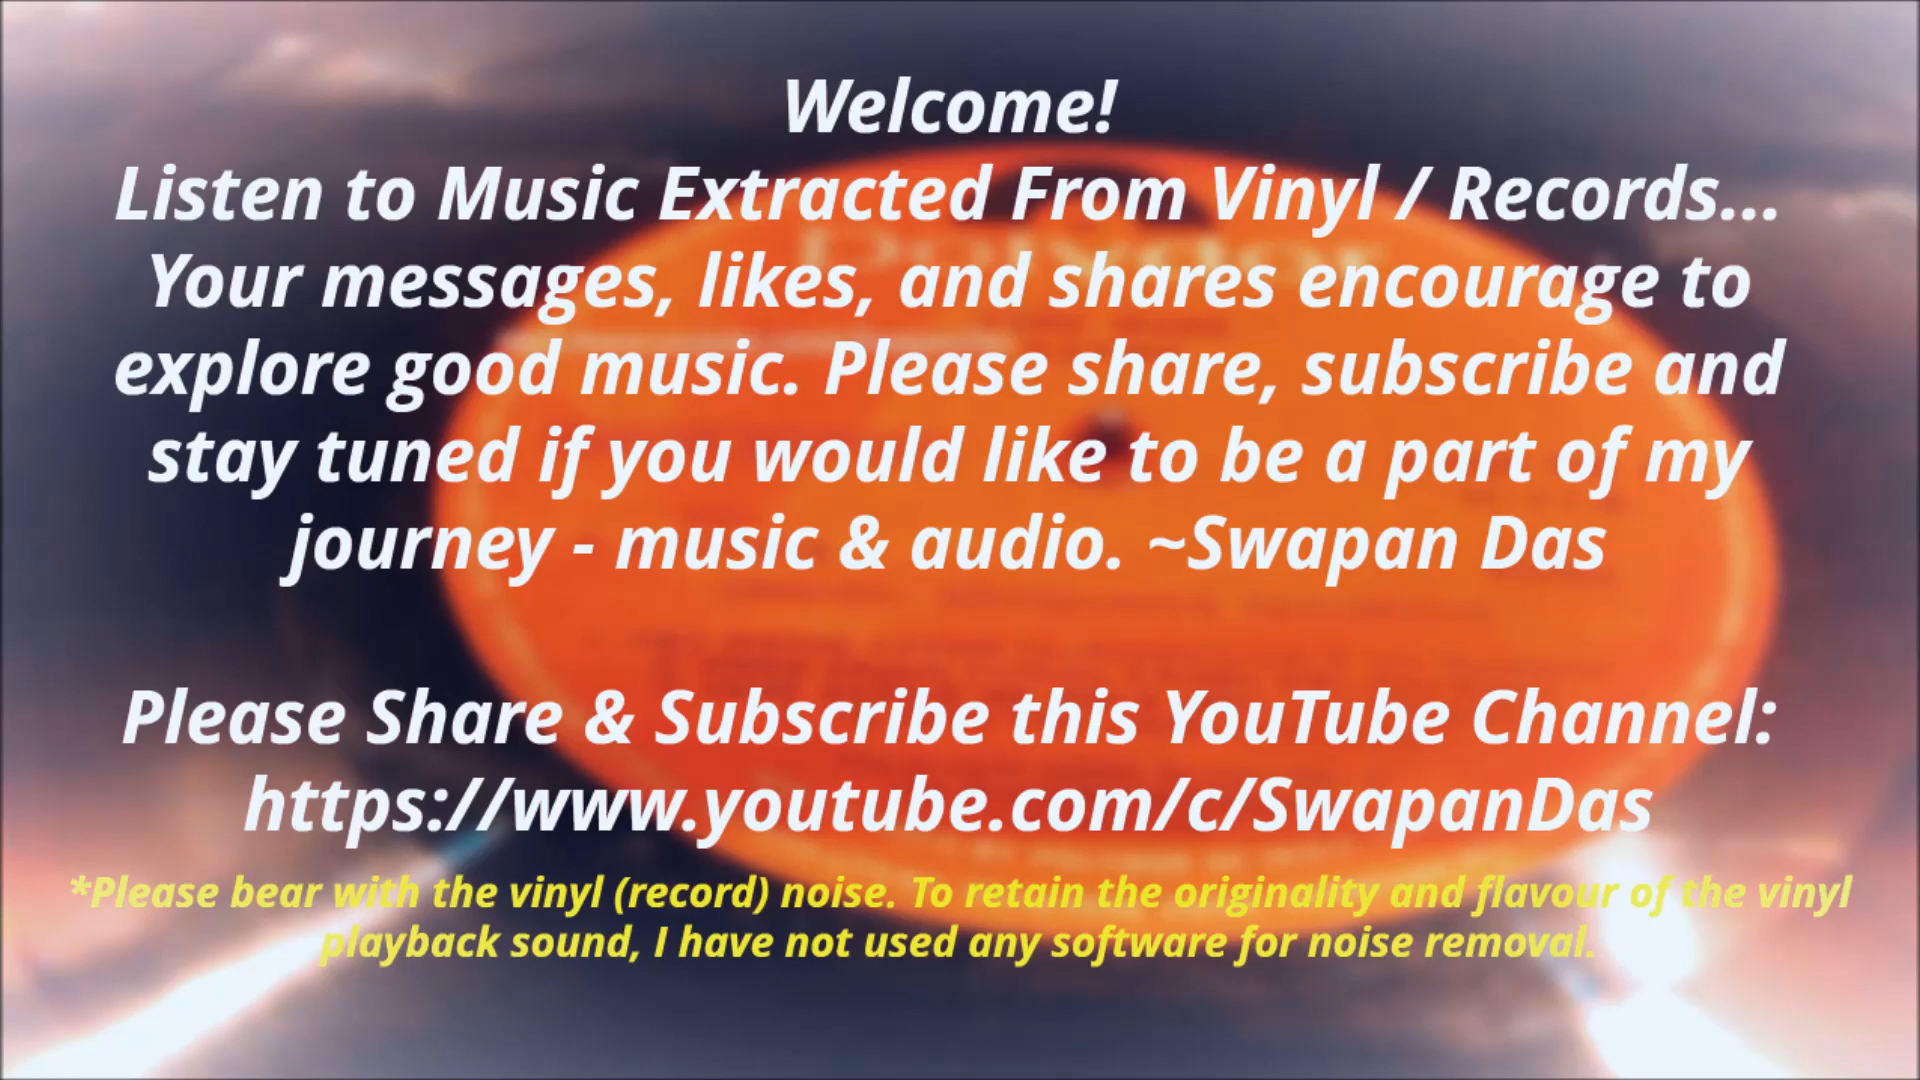 Welcome!
Listen to Music Extracted From Vinyl / Records...
Your messages, likes, and shares encourage to
explore good music. Please share, subscribe and
stay tuned if you would like to be a part of my
journey - music & audio. ~Swapan Das
Please Share & Subscribe this YouTube Channel:
https://www.youtube.com/c/SwapanDas
*Please bear with the vinyl (record) noise. To retain the originality and flavour of the vinyl
playback sound, I have not used any software for noise removal.